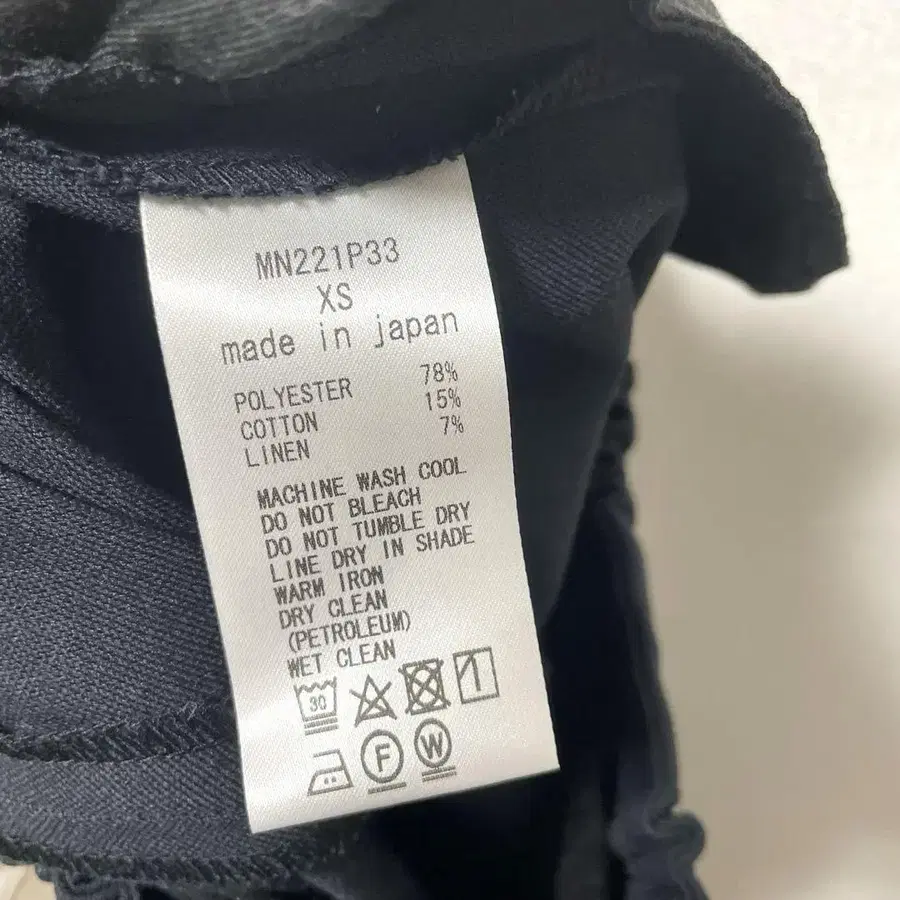 MN221P33
XS
made in japan
POLYESTER 78%
COTTON 15%
LINEN 7%
MACHINE WASH COOL
DO NOT BLEACH
DO NOT TUMBLE DRY
LINE DRY IN SHADE
WARM IRON
DRY CLEAN
(PETROLEUM)
WET CLEAN
30
F W